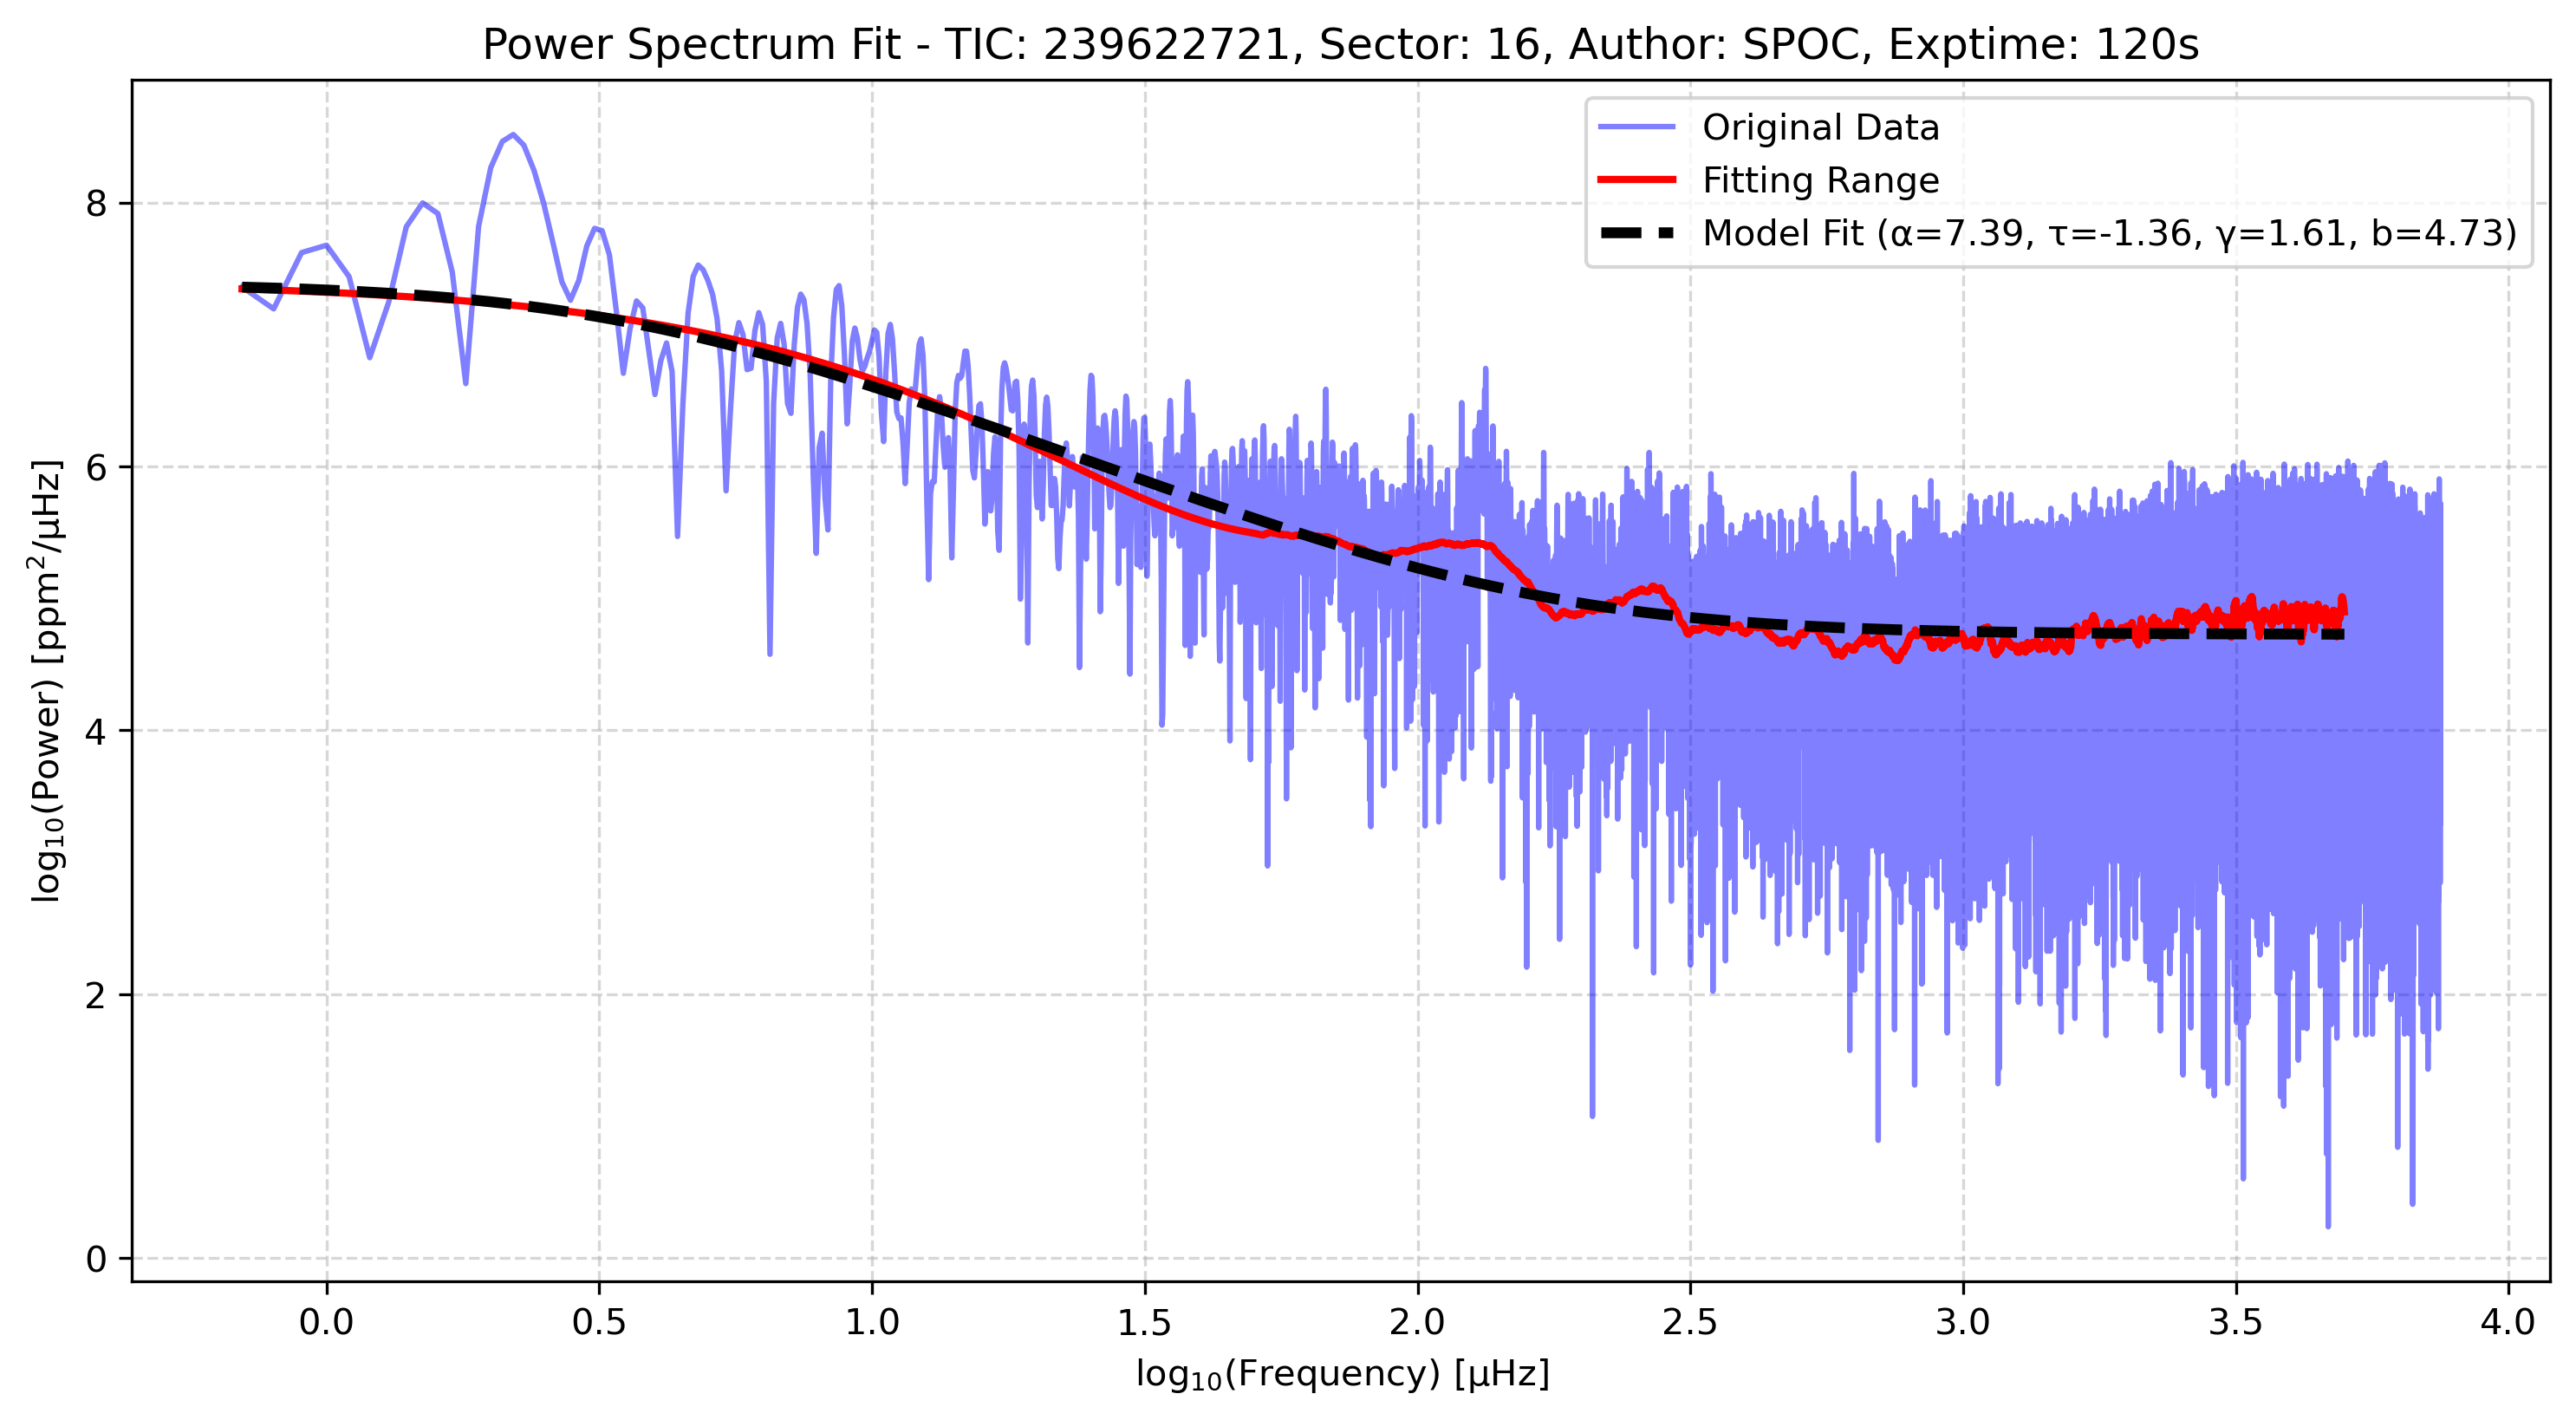 Power Spectrum Fit - TIC: 239622721, Sector: 16, Author: SPOC, Exptime: 120s
Original Data
Fitting Range
Model Fit (α=7.39, τ=-1.36, γ=1.61, b=4.73)
log₁₀(Power) [ppm²/μHz]
8
6
4
2
0
0.0 0.5 1.0 1.5 2.0 2.5 3.0 3.5 4.0
log₁₀(Frequency) [μHz]